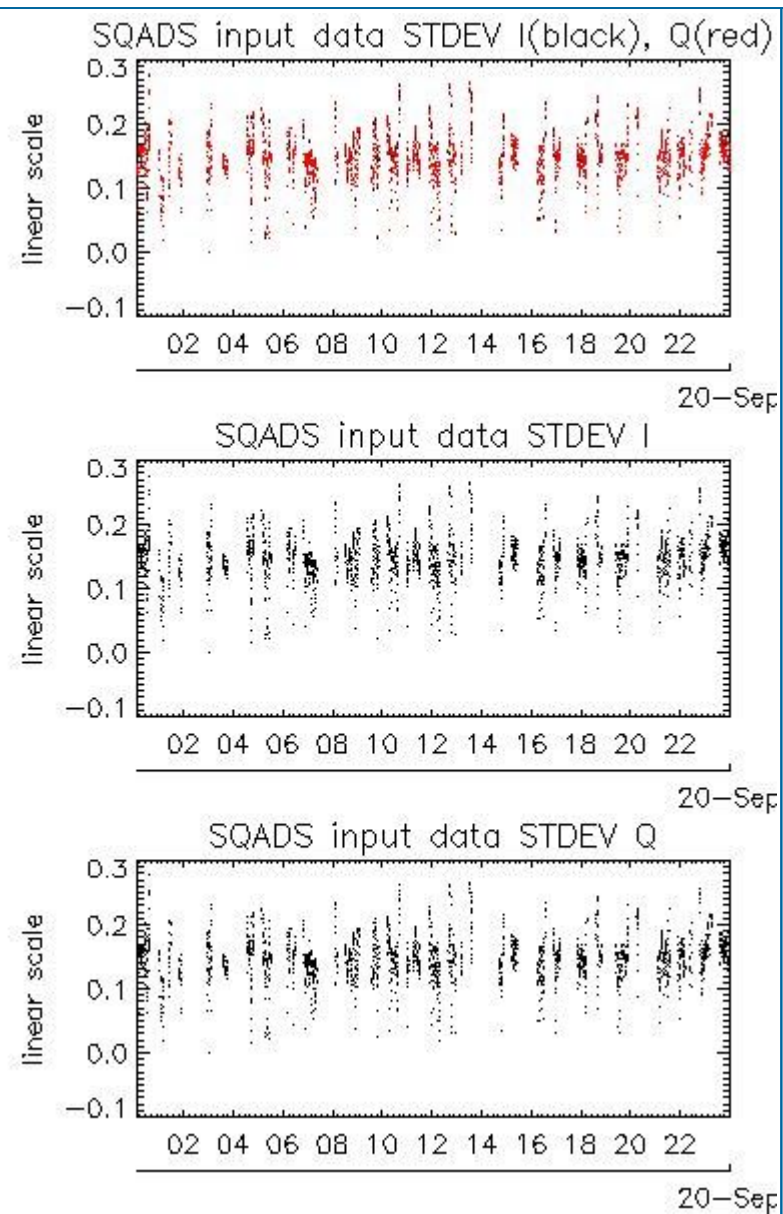 SQADS input data STDEV I(black), Q(red)
0.3
0.2
0.1
0.0
-0.1
linear scale
02 04 06 08 10 12 14 16 18 20 22
20-Sep
SQADS input data STDEV I
0.3
0.2
0.1
0.0
-0.1
linear scale
02 04 06 08 10 12 14 16 18 20 22
20-Sep
SQADS input data STDEV Q
0.3
0.2
0.1
0.0
-0.1
linear scale
02 04 06 08 10 12 14 16 18 20 22
20-Sep